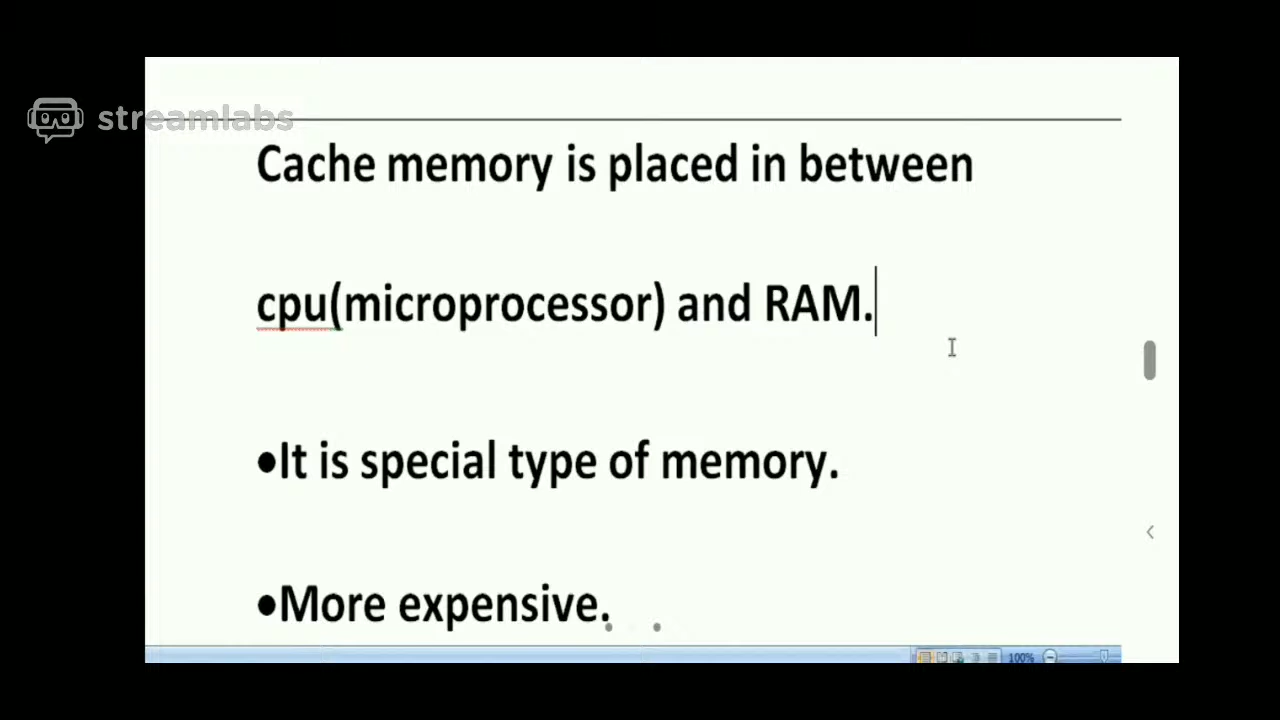 streamlabs
Cache memory is placed in between
cpu(microprocessor) and RAM.
•It is special type of memory.
•More expensive.
100%